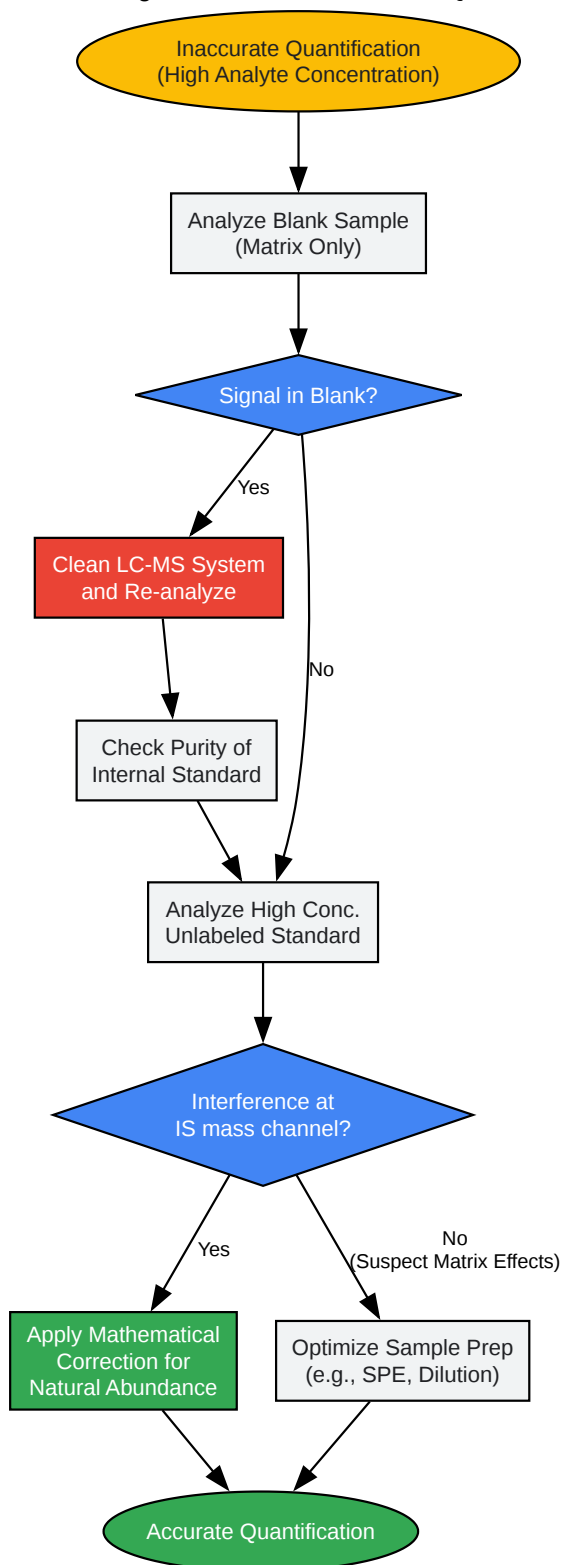 Inaccurate Quantification
(High Analyte Concentration)
Analyze Blank Sample
(Matrix Only)
Signal in Blank?
Yes
Clean LC-MS System
and Re-analyze
No
Check Purity of
Internal Standard
Analyze High Conc.
Unlabeled Standard
Interference at
IS mass channel?
Yes
No
(Suspect Matrix Effects)
Apply Mathematical
Correction for
Natural Abundance
Optimize Sample Prep
(e.g., SPE, Dilution)
Accurate Quantification